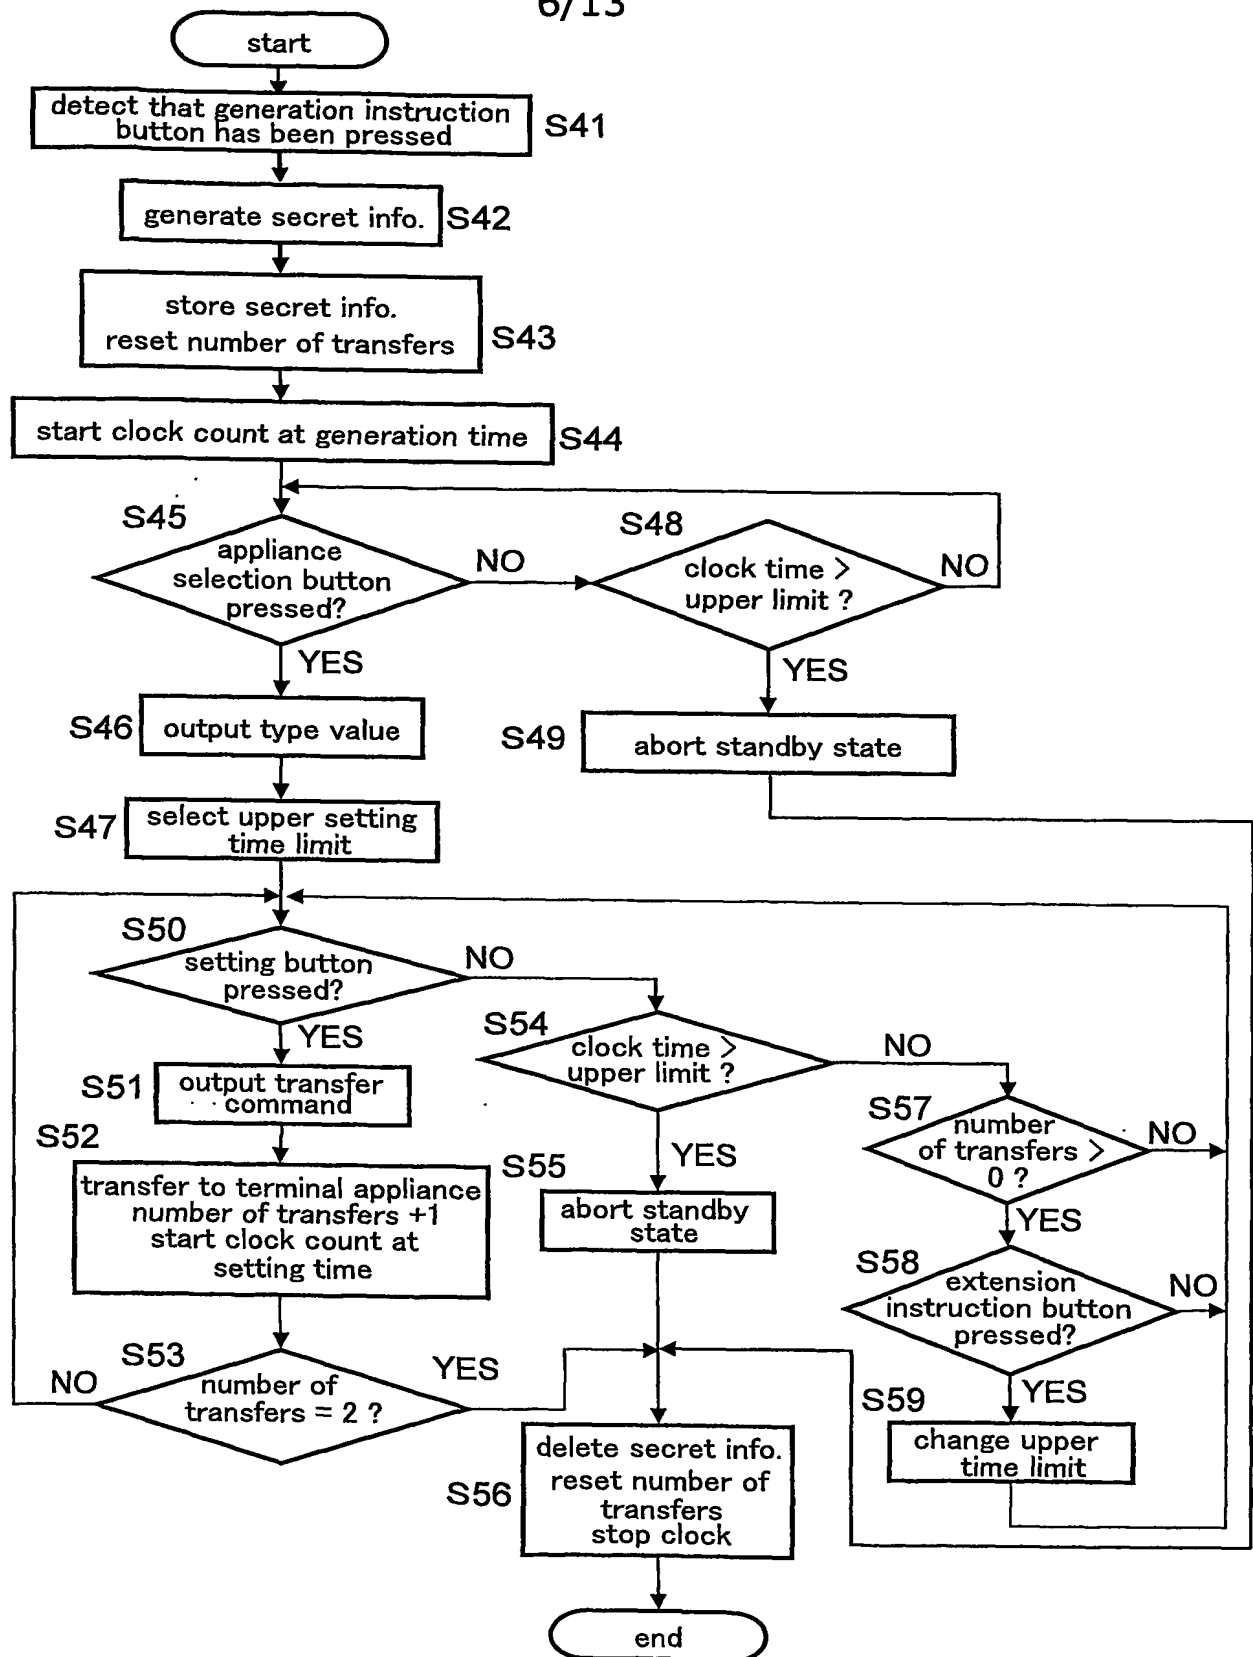 6/13
start
detect that generation instruction
button has been pressed
S41
generate secret info.
S42
store secret info.
reset number of transfers
S43
start clock count at generation time
S44
S45
appliance
selection button
pressed?
NO
YES
S48
clock time >
upper limit ?
NO
YES
S46
output type value
S49
abort standby state
S47
select upper setting
time limit
S50
setting button
pressed?
NO
YES
S51
output transfer
command
S52
transfer to terminal appliance
number of transfers +1
start clock count at
setting time
S53
number of
transfers = 2 ?
NO
YES
S54
clock time >
upper limit ?
NO
YES
S55
abort standby
state
S56
delete secret info.
reset number of
transfers
stop clock
S57
number
of transfers >
0 ?
NO
YES
S58
extension
instruction button
pressed?
NO
YES
S59
change upper
time limit
end